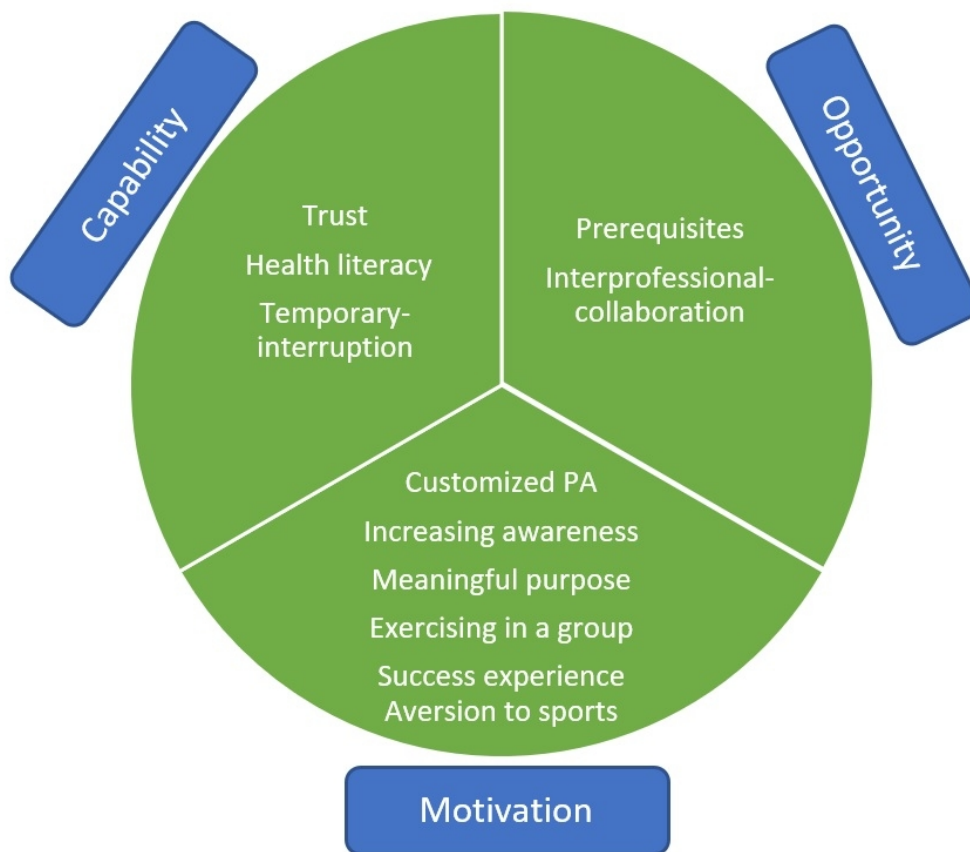 Capability
Trust
Health literacy
Temporary-
interruption
Opportunity
Prerequisites
Interprofessional-
collaboration
Customized PA
Increasing awareness
Meaningful purpose
Exercising in a group
Success experience
Aversion to sports
Motivation